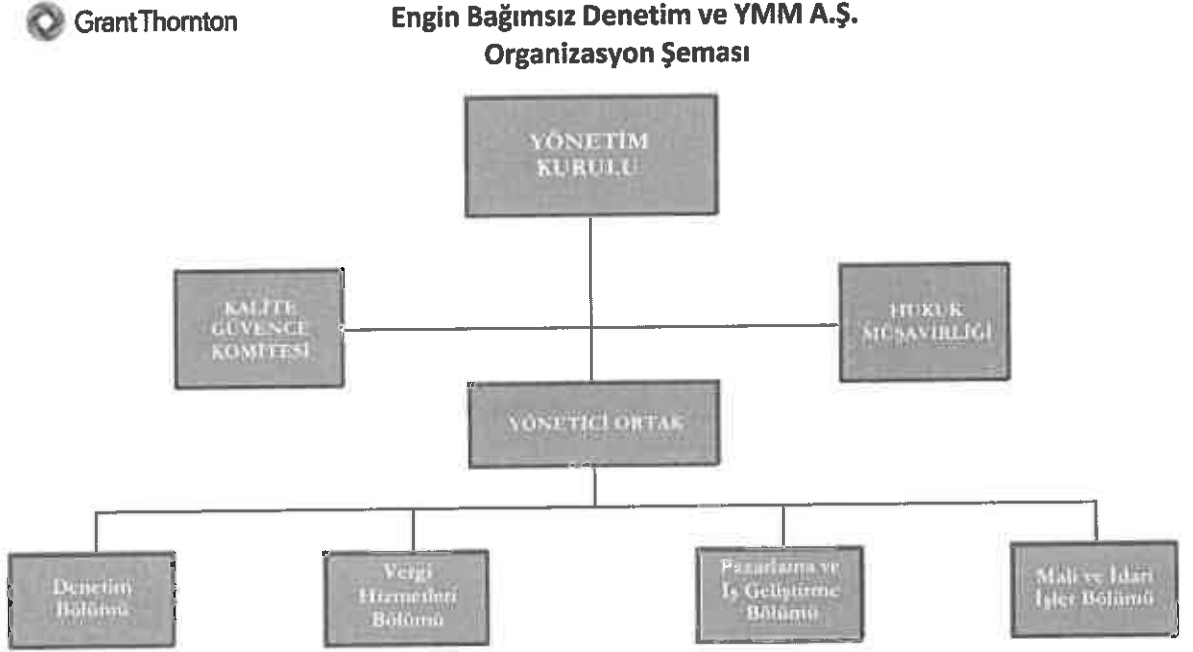 Grant Thornton
Engin Bağımsız Denetim ve YMM A.Ş.
Organizasyon Şeması
YÖNETİM
KURULU
KALİTE
GÜVENCE
KOMİTESİ
HUKUK
MÜŞAVİRLİĞİ
YÖNETİCİ ORTAK
Denetim
Bölümü
Vergi
Hizmetleri
Bölümü
Pazarlama ve
İş Geliştirme
Bölümü
Mali ve İdari
İşler Bölümü